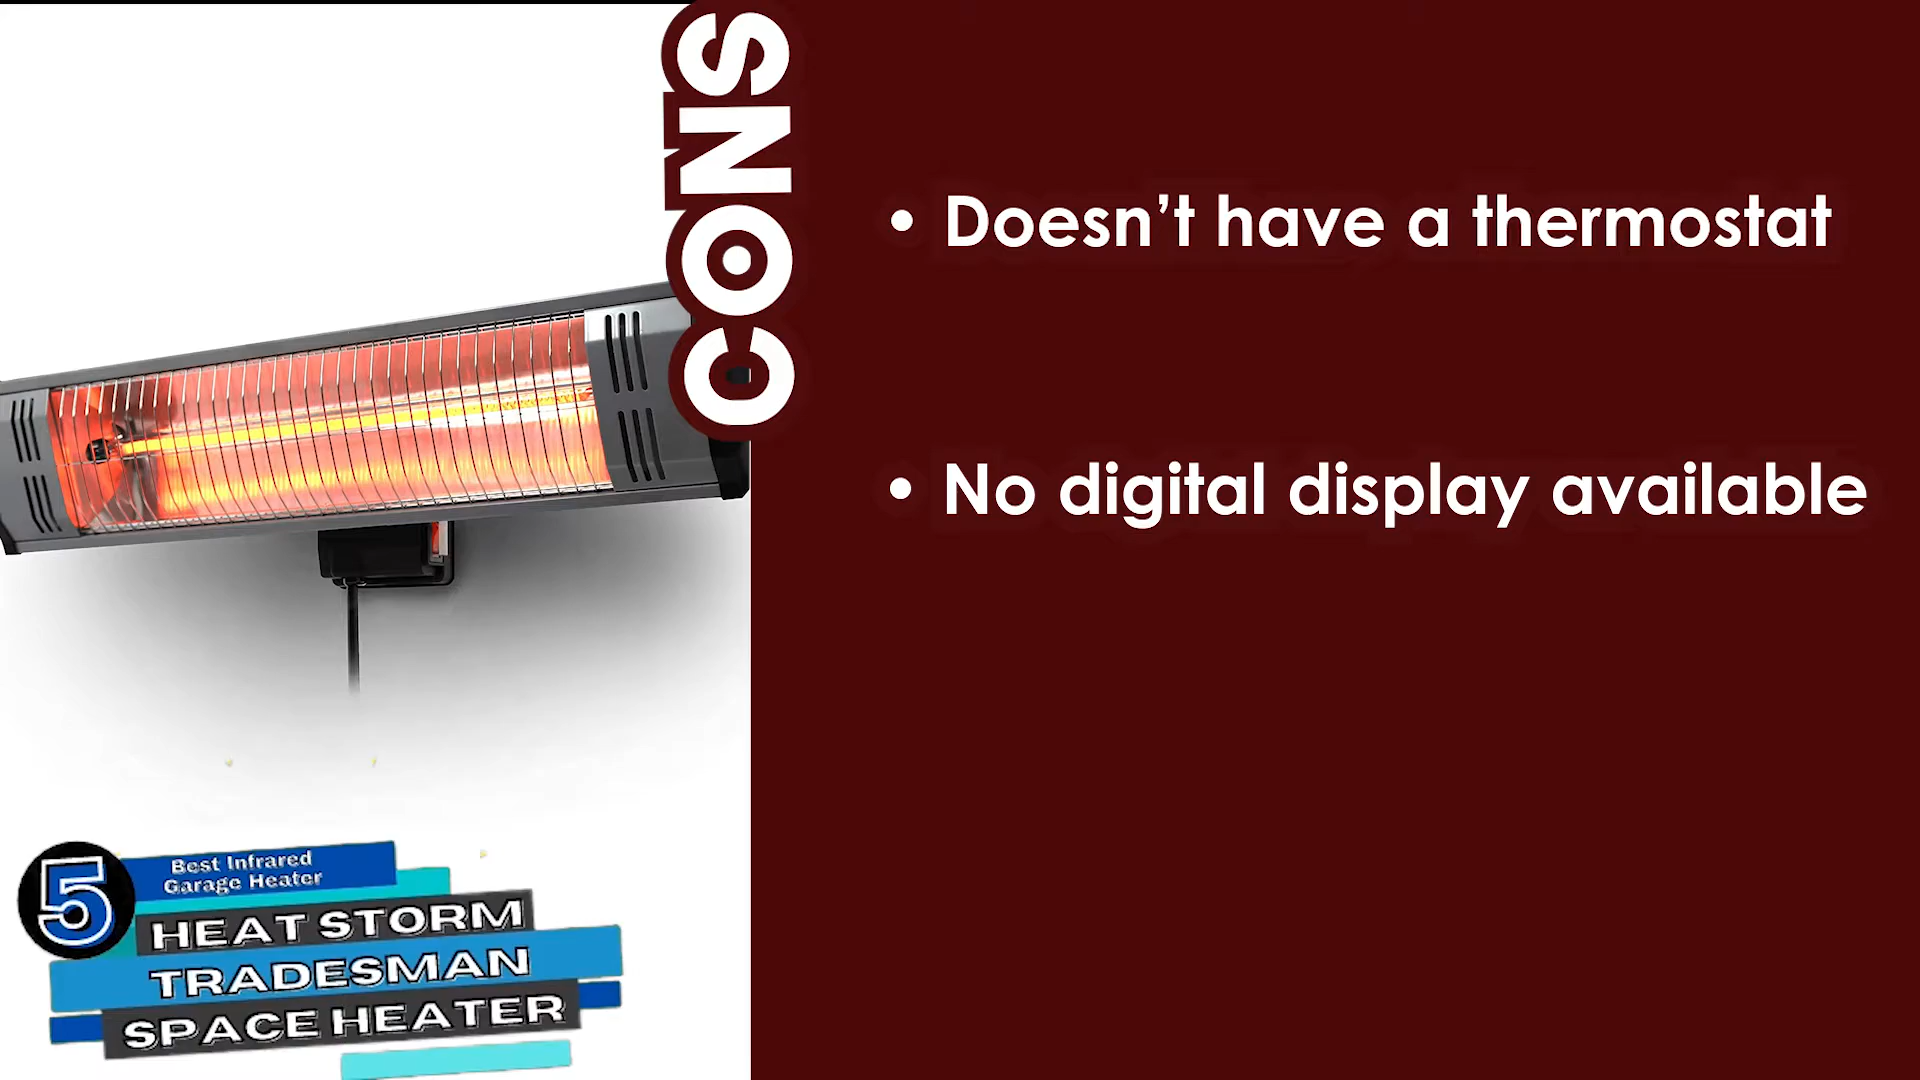 CONS
• Doesn’t have a thermostat
• No digital display available
5
Best Infrared
Garage Heater
HEAT STORM
TRADESMAN
SPACE HEATER